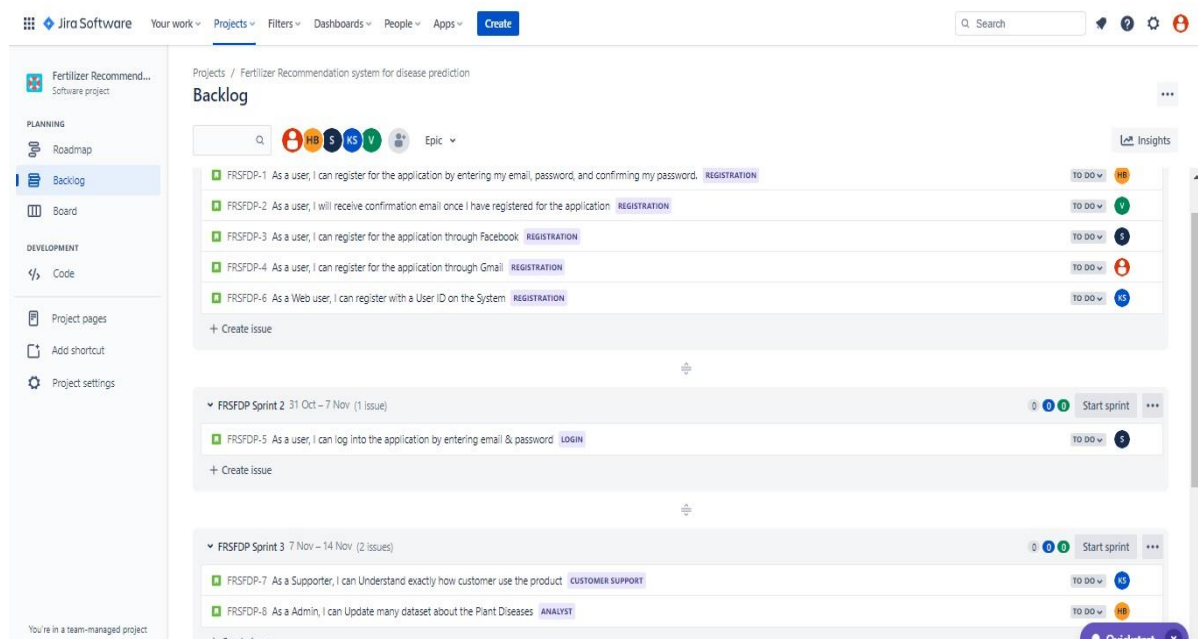 Jira Software Your work Projects Filters Dashboards People Apps Create Search
Fertilizer Recommend...
Software project
PLANNING
Roadmap
Backlog
Board
DEVELOPMENT
Code
Project pages
Add shortcut
Project settings
You're in a team-managed project
Projects / Fertilizer Recommendation system for disease prediction
Backlog
HB S KS V Epic Insights
FRSFDP-1 As a user, I can register for the application by entering my email, password, and confirming my password. REGISTRATION TO DO HB
FRSFDP-2 As a user, I will receive confirmation email once I have registered for the application REGISTRATION TO DO V
FRSFDP-3 As a user, I can register for the application through Facebook REGISTRATION TO DO S
FRSFDP-4 As a user, I can register for the application through Gmail REGISTRATION TO DO
FRSFDP-6 As a Web user, I can register with a User ID on the System REGISTRATION TO DO KS
+ Create issue
FRSFDP Sprint 2 31 Oct – 7 Nov (1 issue) 0 0 0 Start sprint
FRSFDP-5 As a user, I can log into the application by entering email & password LOGIN TO DO S
+ Create issue
FRSFDP Sprint 3 7 Nov – 14 Nov (2 issues) 0 0 0 Start sprint
FRSFDP-7 As a Supporter, I can Understand exactly how customer use the product CUSTOMER SUPPORT TO DO KS
FRSFDP-8 As a Admin, I can Update many dataset about the Plant Diseases ANALYST TO DO HB